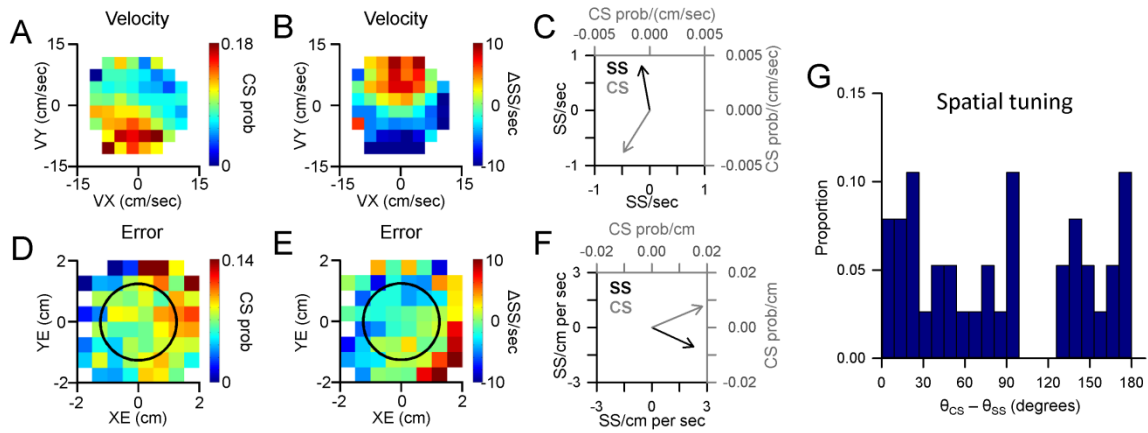 A
Velocity
15
0
-15
VY (cm/sec)
-15 0 15
VX (cm/sec)
0.18
0
CS prob
B
Velocity
15
0
-15
VY (cm/sec)
-15 0 15
VX (cm/sec)
10
-10
ΔSS/sec
C
CS prob/(cm/sec)
-0.005 0.000 0.005
SS
CS
1
0
-1
SS/sec
-1 0 1
SS/sec
0.005
0.000
-0.005
CS prob/(cm/sec)
D
Error
2
0
-2
YE (cm)
-2 0 2
XE (cm)
0.14
0
CS prob
E
Error
2
0
-2
YE (cm)
-2 0 2
XE (cm)
10
-10
ΔSS/sec
F
CS prob/cm
-0.02 0.00 0.02
SS
CS
3
0
-3
SS/cm per sec
-3 0 3
SS/cm per sec
0.02
0.00
-0.02
CS prob/cm
G
Spatial tuning
0.15
0.10
0.05
0.00
Proportion
0 30 60 90 120 150 180
θCS – θSS (degrees)